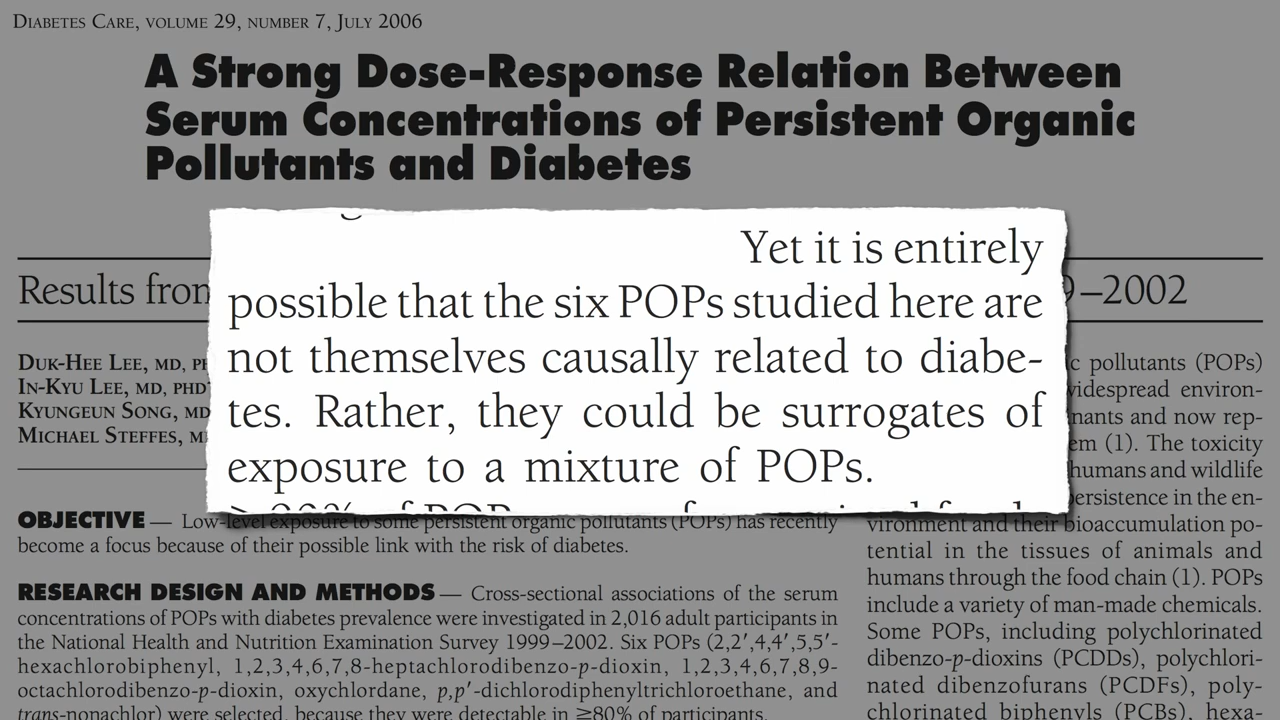 DIABETES CARE, VOLUME 29, NUMBER 7, JULY 2006
A Strong Dose-Response Relation Between
Serum Concentrations of Persistent Organic
Pollutants and Diabetes
Yet it is entirely
possible that the six POPs studied here are
not themselves causally related to diabe-
tes. Rather, they could be surrogates of
exposure to a mixture of POPs.
Results from
–2002
DUK-HEE LEE, MD,
IN-KYU LEE, MD, PHD
KYUNGEUN SONG, MD
MICHAEL STEFFES,
OBJECTIVE — Low-level exposure to some persistent organic pollutants (POPs) has recently
become a focus because of their possible link with the risk of diabetes.
RESEARCH DESIGN AND METHODS — Cross-sectional associations of the serum
concentrations of POPs with diabetes prevalence were investigated in 2,016 adult participants in
the National Health and Nutrition Examination Survey 1999–2002. Six POPs (2,2′,4,4′,5,5′-
hexachlorobiphenyl, 1,2,3,4,6,7,8-heptachlorodibenzo-p-dioxin, 1,2,3,4,6,7,8,9-
octachlorodibenzo-p-dioxin, oxychlordane, p,p′-dichlorodiphenyltrichloroethane, and
trans-nonachlor) were selected, because they were detectable in ≧80% of participants.
pollutants (POPs)
widespread environ-
and now rep-
(1). The toxicity
humans and wildlife
persistence in the en-
vironment and their bioaccumulation po-
tential in the tissues of animals and
humans through the food chain (1). POPs
include a variety of man-made chemicals.
Some POPs, including polychlorinated
dibenzo-p-dioxins (PCDDs), polychlori-
nated dibenzofurans (PCDFs), poly-
chlorinated biphenyls (PCBs), hexa-